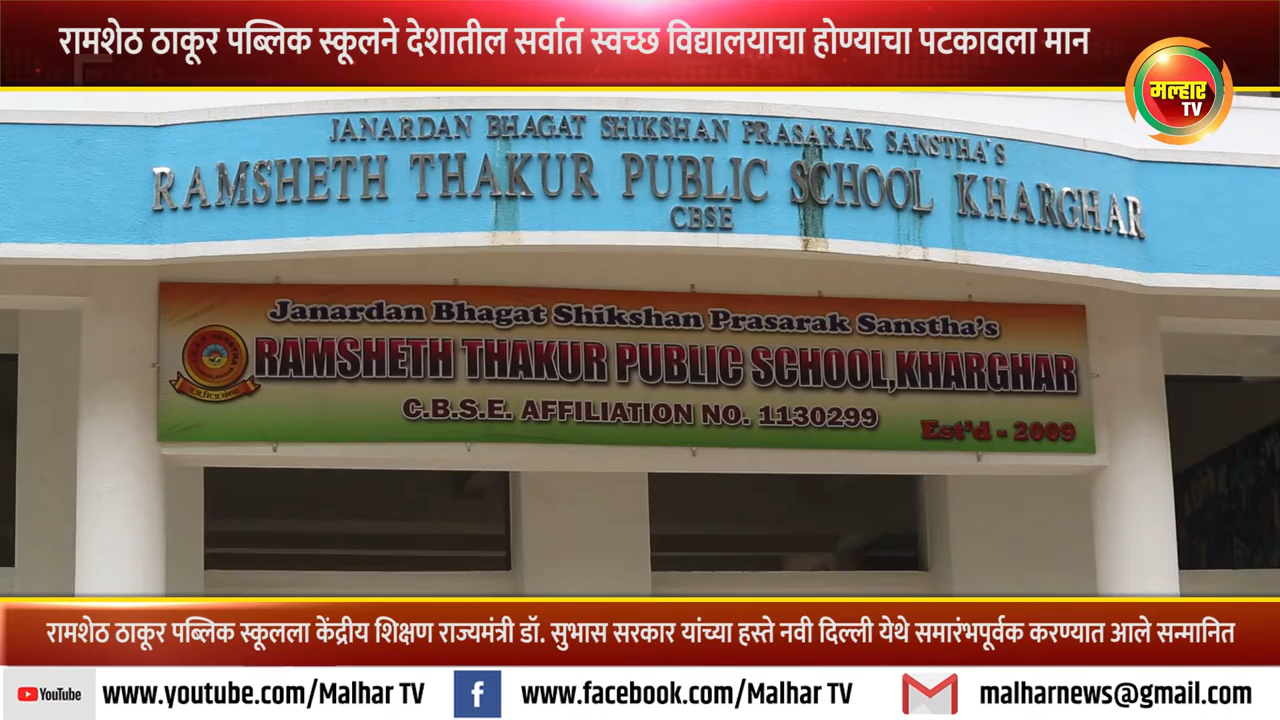 रामशेठ ठाकूर पब्लिक स्कूलने देशातील सर्वात स्वच्छ विद्यालयाचा होण्याचा पटकावला मान
मल्हार
TV
JANARDAN BHAGAT SHIKSHAN PRASARAK SANSTHA'S
RAMSHETH THAKUR PUBLIC SCHOOL KHARGHAR
CBSE
Janardan Bhagat Shikshan Prasarak Sanstha's
RAMSHETH THAKUR PUBLIC SCHOOL,KHARGHAR
C.B.S.E. AFFILIATION NO. 1130299
Est'd - 2009
रामशेठ ठाकूर पब्लिक स्कूलला केंद्रीय शिक्षण राज्यमंत्री डॉ. सुभास सरकार यांच्या हस्ते नवी दिल्ली येथे समारंभपूर्वक करण्यात आले सन्मानित
YouTube www.youtube.com/Malhar TV f www.facebook.com/Malhar TV malharnews@gmail.com